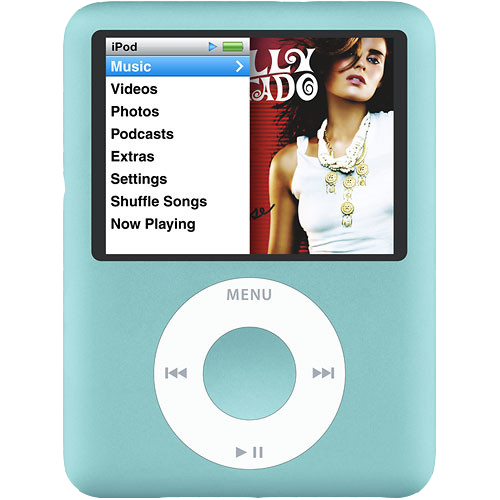 iPod
Music
Videos
Photos
Podcasts
Extras
Settings
Shuffle Songs
Now Playing
MENU